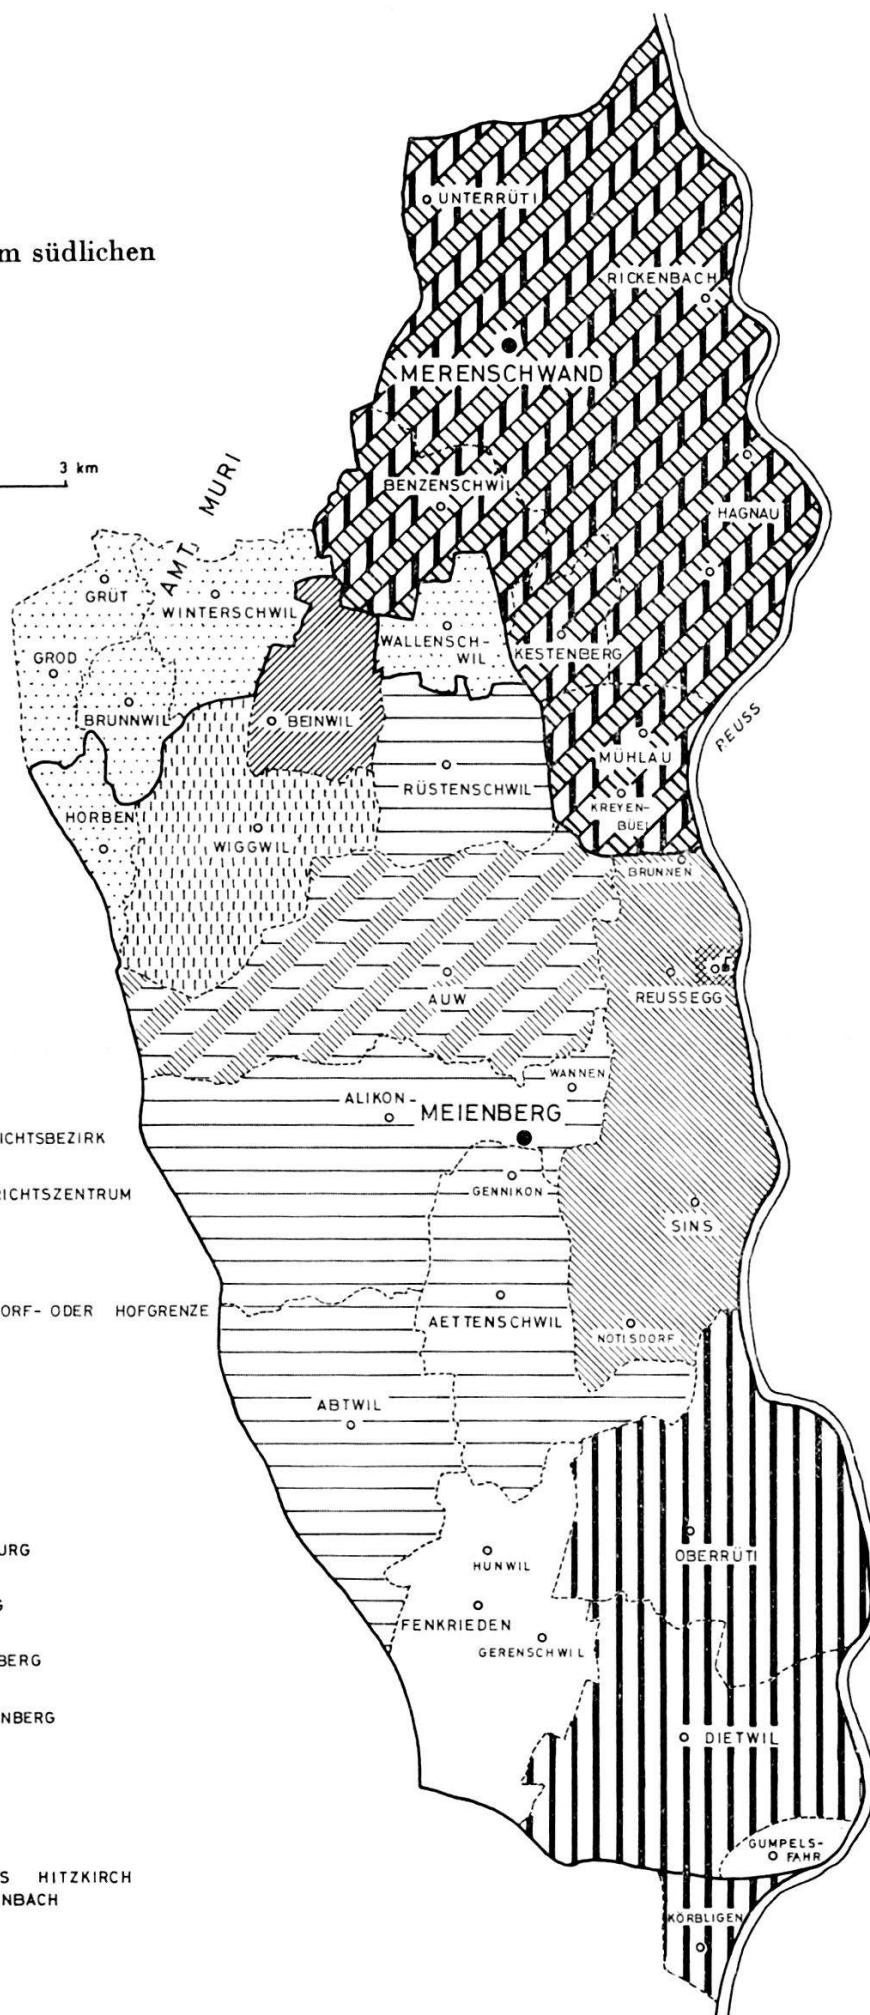 m südlichen
3 km
AMT MURI
UNTERRÜTI
RICKENBACH
MERENSCHWAND
BENZENSCHWIL
HAGNAU
GRÜT
WINTERSCHWIL
WALLENSCH-
WIL
KESTENBERG
GROD
BRUNNWIL
BEINWIL
REUSS
MÜHLAU
RÜSTENSCHWIL
KREYEN-
BÜEL
HORBEN
WIGGWIL
BRUNNEN
AUW
REUSSEGG
WANNEN
ALIKON
MEIENBERG
ICHTSBEZIRK
GENNIKON
RICHTSZENTRUM
SINS
ORF- ODER HOFGRENZE
AETTENSCHWIL
NOTISDORF
ABTWIL
URG
OBERRÜTI
HUNWIL
G
FENKRIEDEN
GERENSCHWIL
BERG
NBERG
DIETWIL
GUMPELS-
FAHR
S HITZKIRCH
NBACH
KÖRBLIGEN